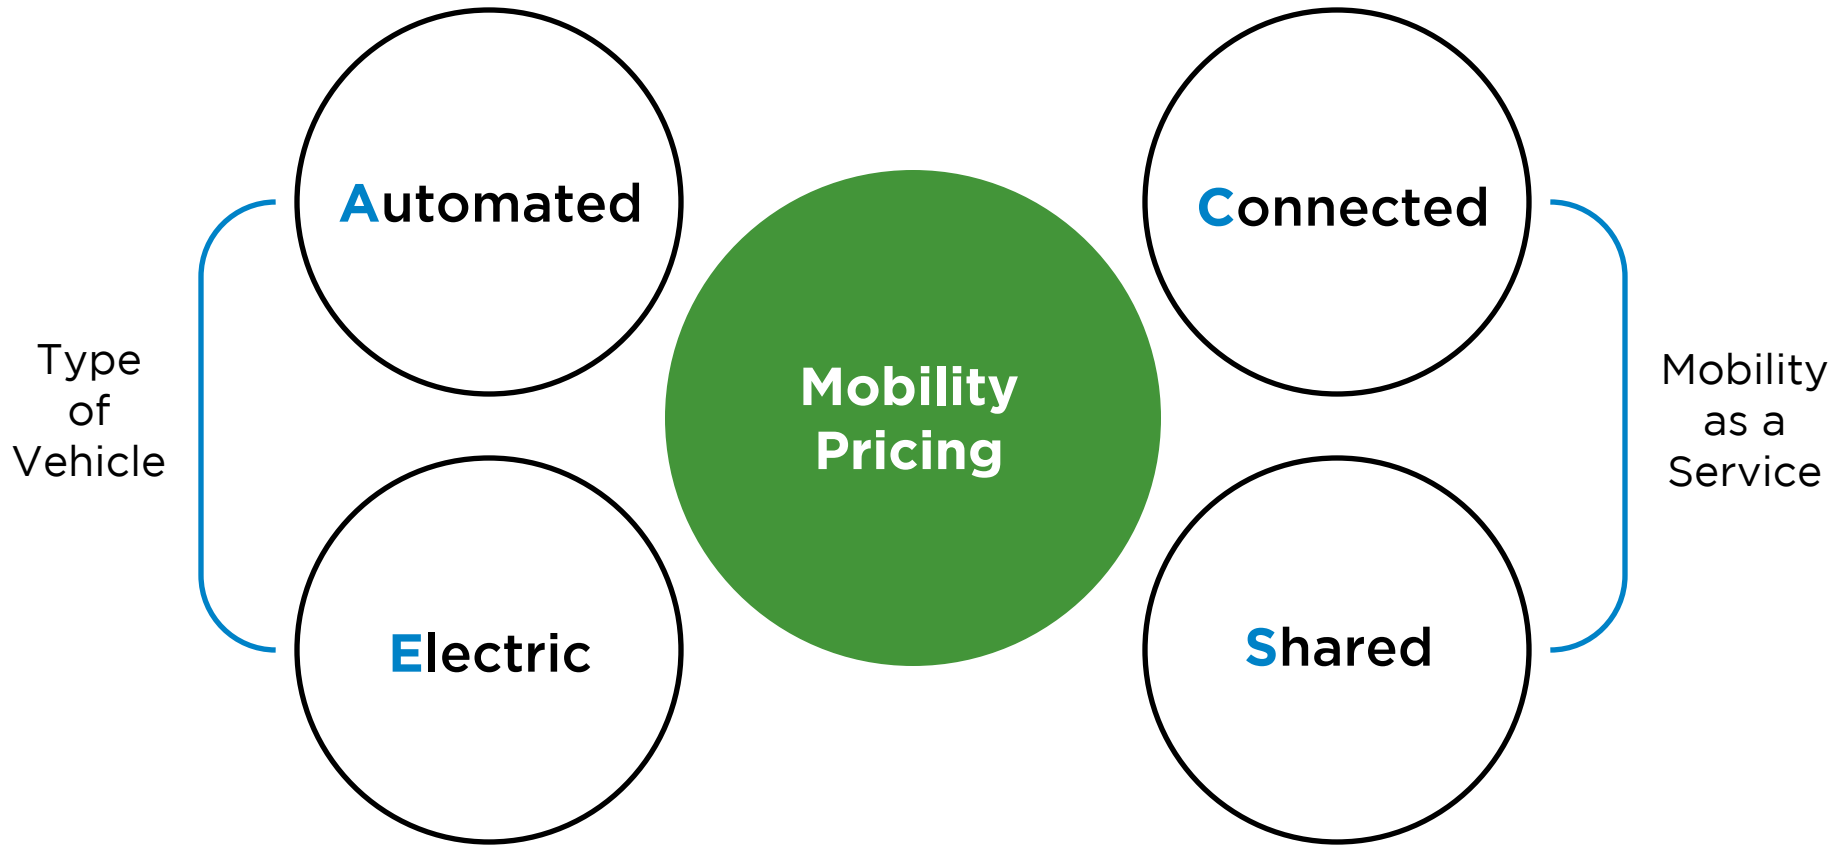 Automated
Connected
Type
of
Vehicle
Mobility
Pricing
Mobility
as a
Service
Electric
Shared